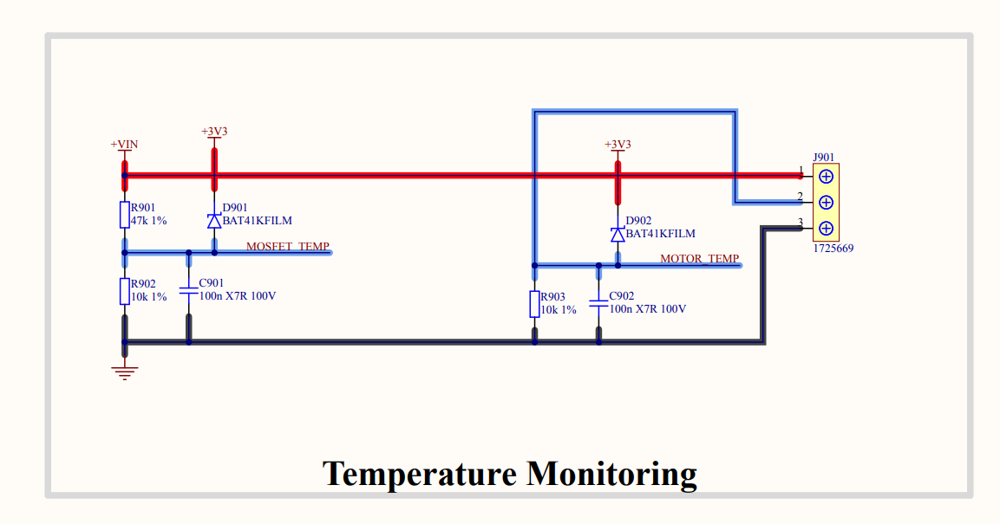 +VIN
+3V3
+3V3
J901
1
R901
47k 1%
D901
BAT41KFILM
2
D902
BAT41KFILM
3
MOSFET_TEMP
1725669
MOTOR_TEMP
R902
10k 1%
C901
100n X7R 100V
R903
10k 1%
C902
100n X7R 100V
Temperature Monitoring